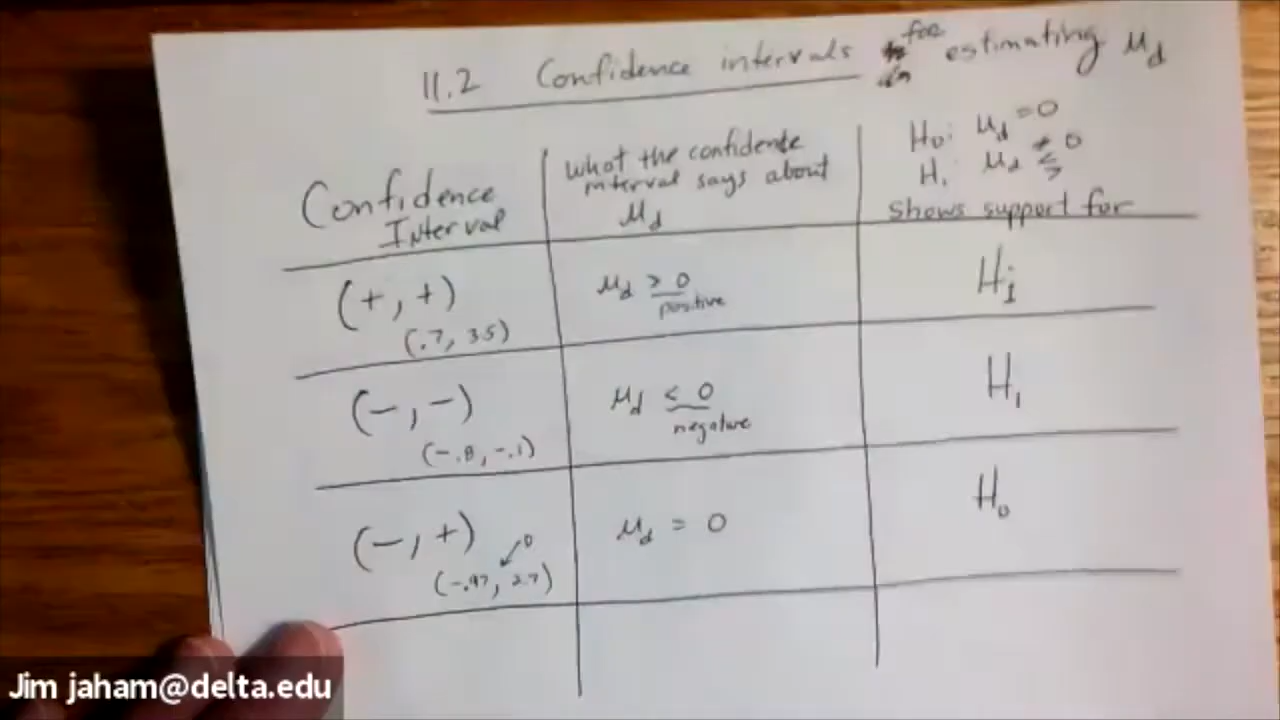 11.2 Confidence intervals for estimating μd
Confidence
Interval
What the confidence
interval says about
μd
H0: μd = 0
H1 μd ≠ 0
<
>
shows support for
(+, +)
(.7, 3.5)
μd > 0
positive
H1
(-, -)
(-.8, -.1)
μd < 0
negative
H1
(-, +)
0
(-.97, 2.7)
μd = 0
H0
Jim jaham@delta.edu